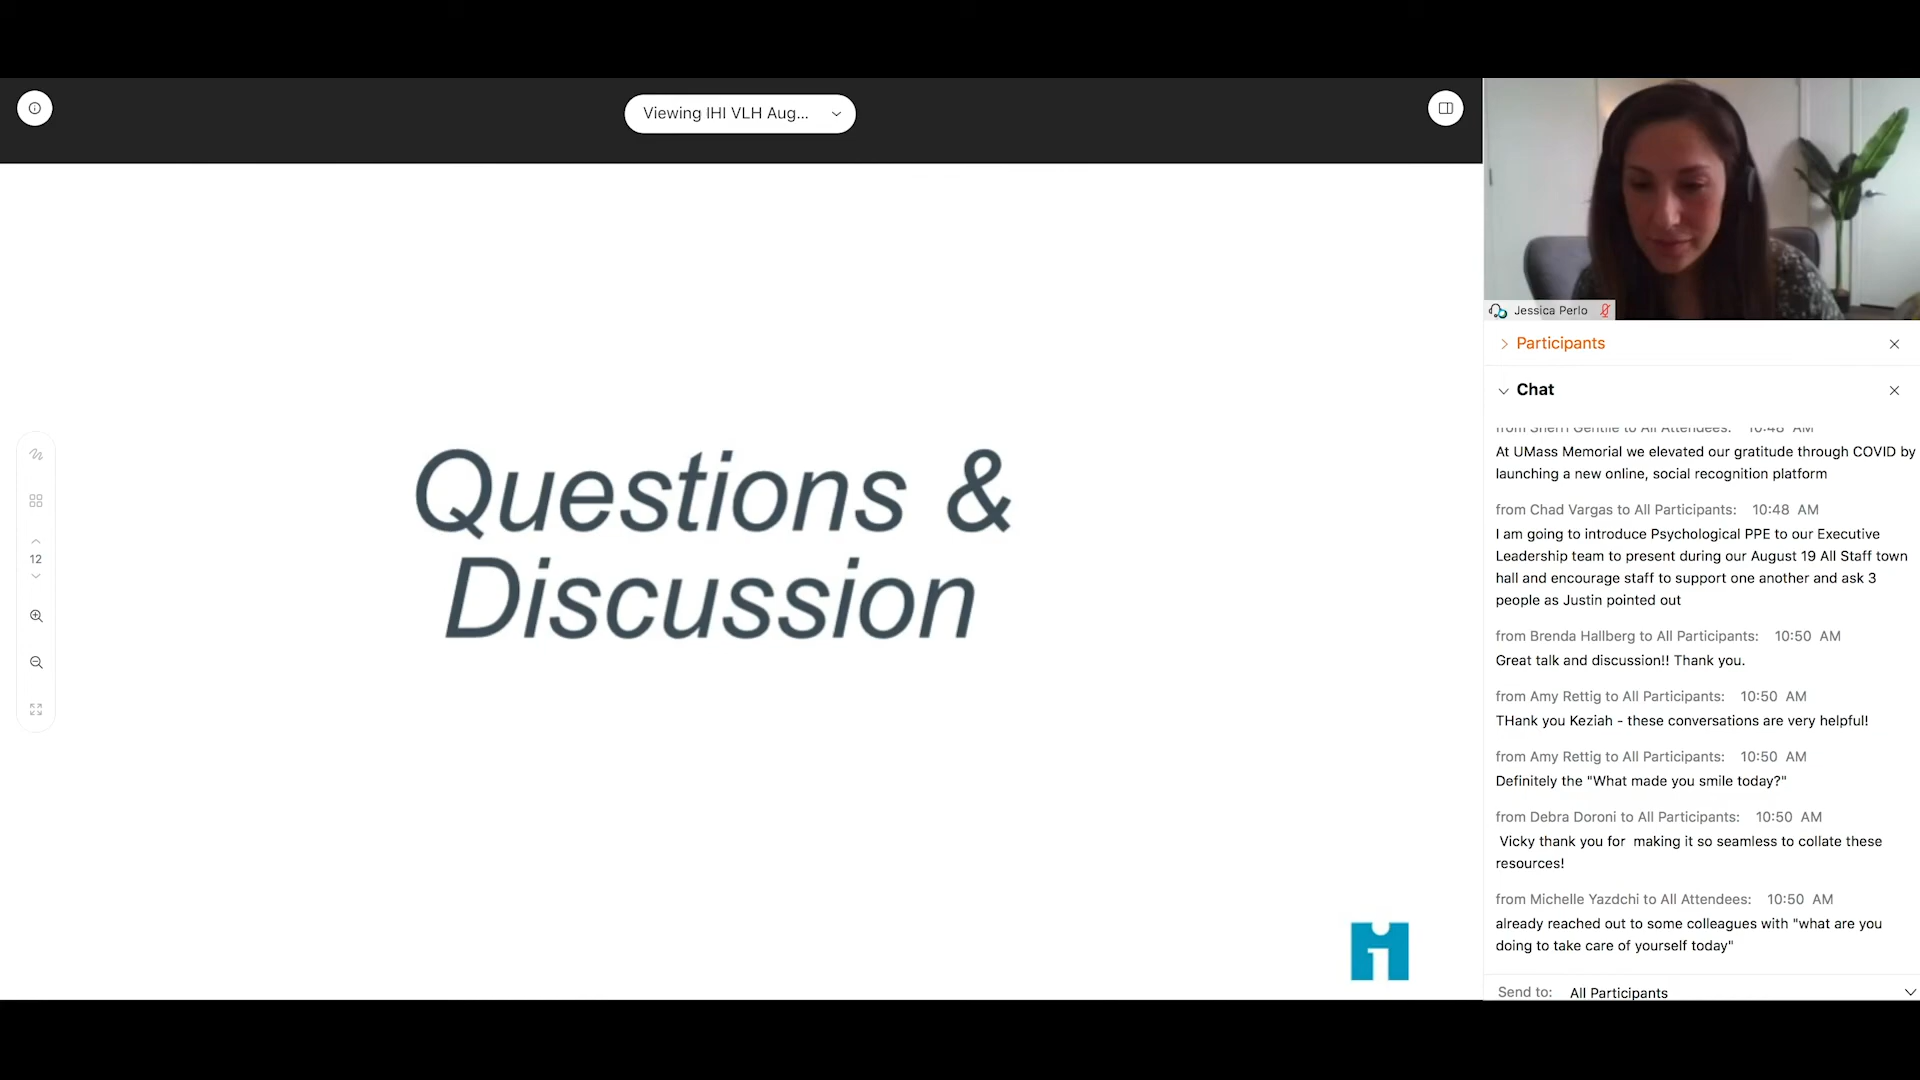 Viewing IHI VLH Aug...
Questions &
Discussion
12
Jessica Perlo
Participants
Chat
from Sherri Gentile to All Attendees: 10:48 AM
At UMass Memorial we elevated our gratitude through COVID by
launching a new online, social recognition platform
from Chad Vargas to All Participants: 10:48 AM
I am going to introduce Psychological PPE to our Executive
Leadership team to present during our August 19 All Staff town
hall and encourage staff to support one another and ask 3
people as Justin pointed out
from Brenda Hallberg to All Participants: 10:50 AM
Great talk and discussion!! Thank you.
from Amy Rettig to All Participants: 10:50 AM
THank you Keziah - these conversations are very helpful!
from Amy Rettig to All Participants: 10:50 AM
Definitely the "What made you smile today?"
from Debra Doroni to All Participants: 10:50 AM
Vicky thank you for making it so seamless to collate these
resources!
from Michelle Yazdchi to All Attendees: 10:50 AM
already reached out to some colleagues with "what are you
doing to take care of yourself today"
Send to: All Participants